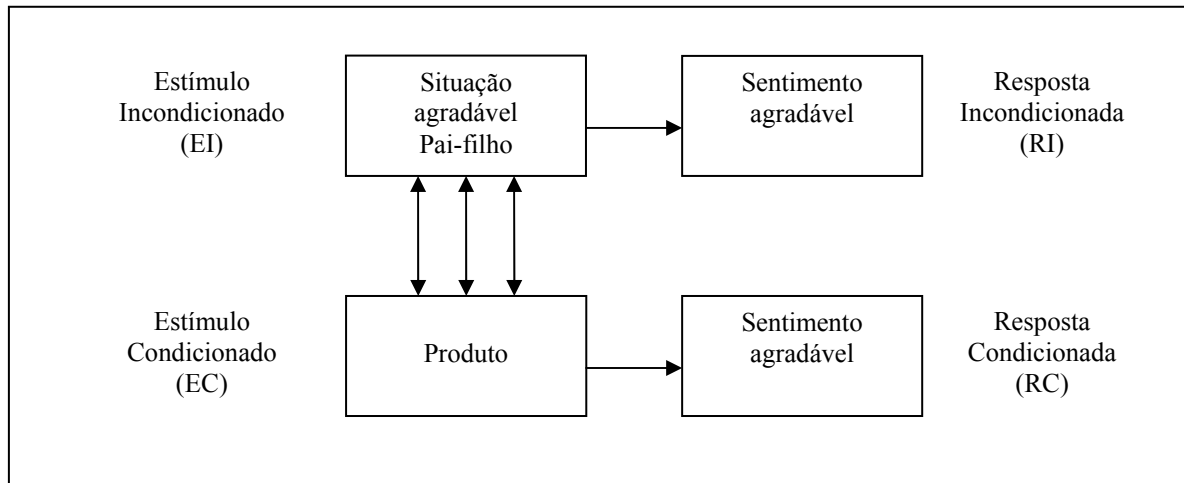 Estímulo
Incondicionado
(EI)
Situação
agradável
Pai-filho
Sentimento
agradável
Resposta
Incondicionada
(RI)
Estímulo
Condicionado
(EC)
Produto
Sentimento
agradável
Resposta
Condicionada
(RC)